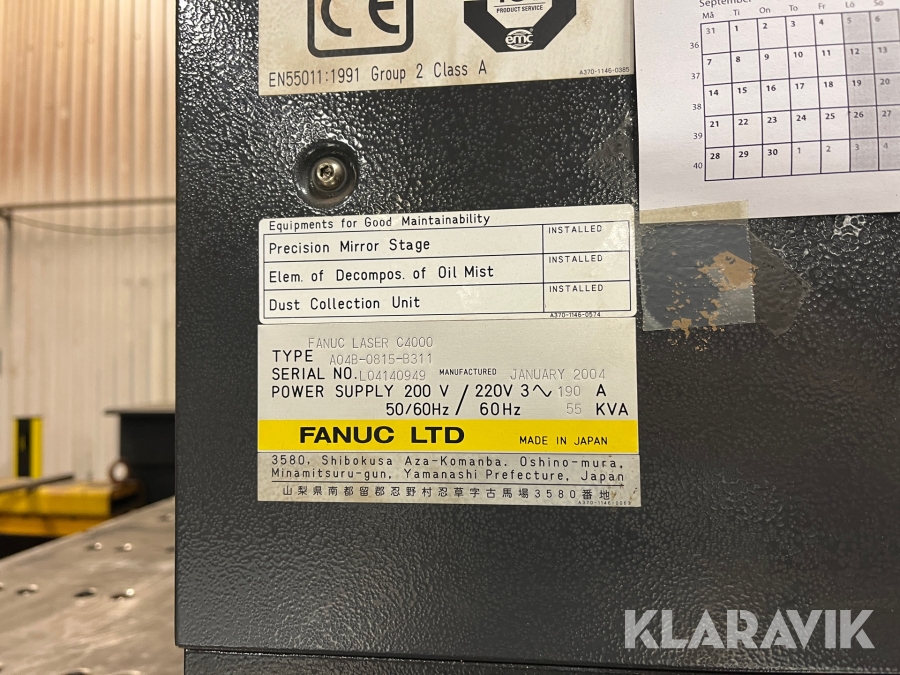 CE
PRODUCT SERVICE
emc
EN55011:1991 Group 2 Class A
A370-1146-0385
September
Må Ti On To Fr Lö Sö
36 31 1 2 3 4 5 6
37 7 8 9 10 11 12 13
38 14 15 16 17 18 19 20
39 21 22 23 24 25 26 27
40 28 29 30 1 2 3 4
Equipments for Good Maintainability
Precision Mirror Stage INSTALLED
Elem. of Decompos. of Oil Mist INSTALLED
Dust Collection Unit INSTALLED
A370-1146-0574
FANUC LASER C4000
TYPE A04B-0815-B311
SERIAL NO. L04140949 MANUFACTURED JANUARY 2004
POWER SUPPLY 200 V / 220V 3~ 190 A
50/60Hz / 60Hz 55 KVA
FANUC LTD MADE IN JAPAN
3580, Shibokusa Aza-Komanba. Oshino-mura,
Minamitsuru-gun, Yamanashi Prefecture, Japan
山梨県南都留郡忍野村忍草字古馬場3580番地
KLARAVIK